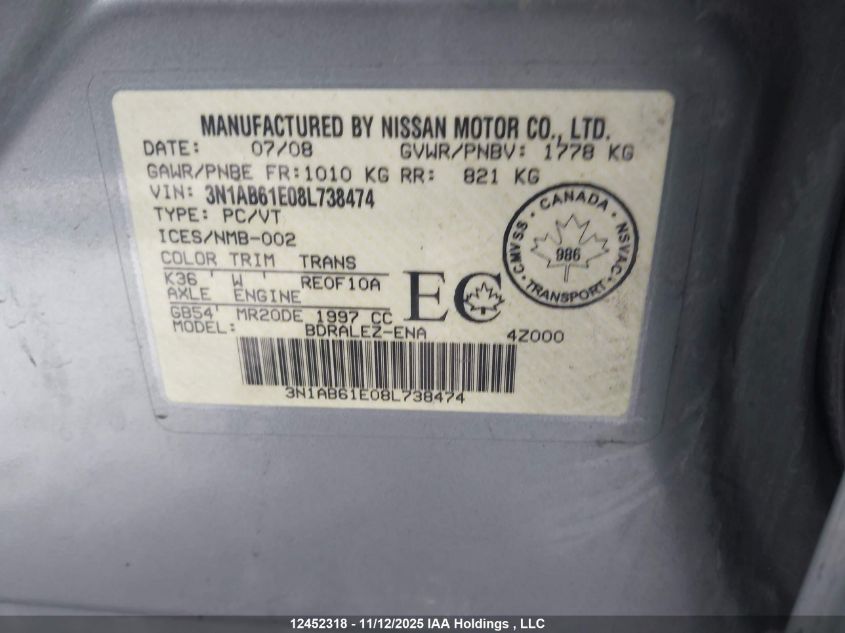 MANUFACTURED BY NISSAN MOTOR CO., LTD.
DATE: 07/08 GVWR/PNBV: 1778 KG
GAWR/PNBE FR:1010 KG RR: 821 KG
VIN: 3N1AB61E08L738474
TYPE: PC/VT
ICES/NMB-002
COLOR TRIM TRANS
K36 ' W ' RE0F10A
AXLE ENGINE
GB54' MR20DE 1997 CC
MODEL: BDRALEZ-ENA 4Z000
EC
CANADA
C.M.V.S.S. 986 NSVAC
TRANSPORT
3N1AB61E08L738474
12452318 - 11/12/2025 IAA Holdings , LLC